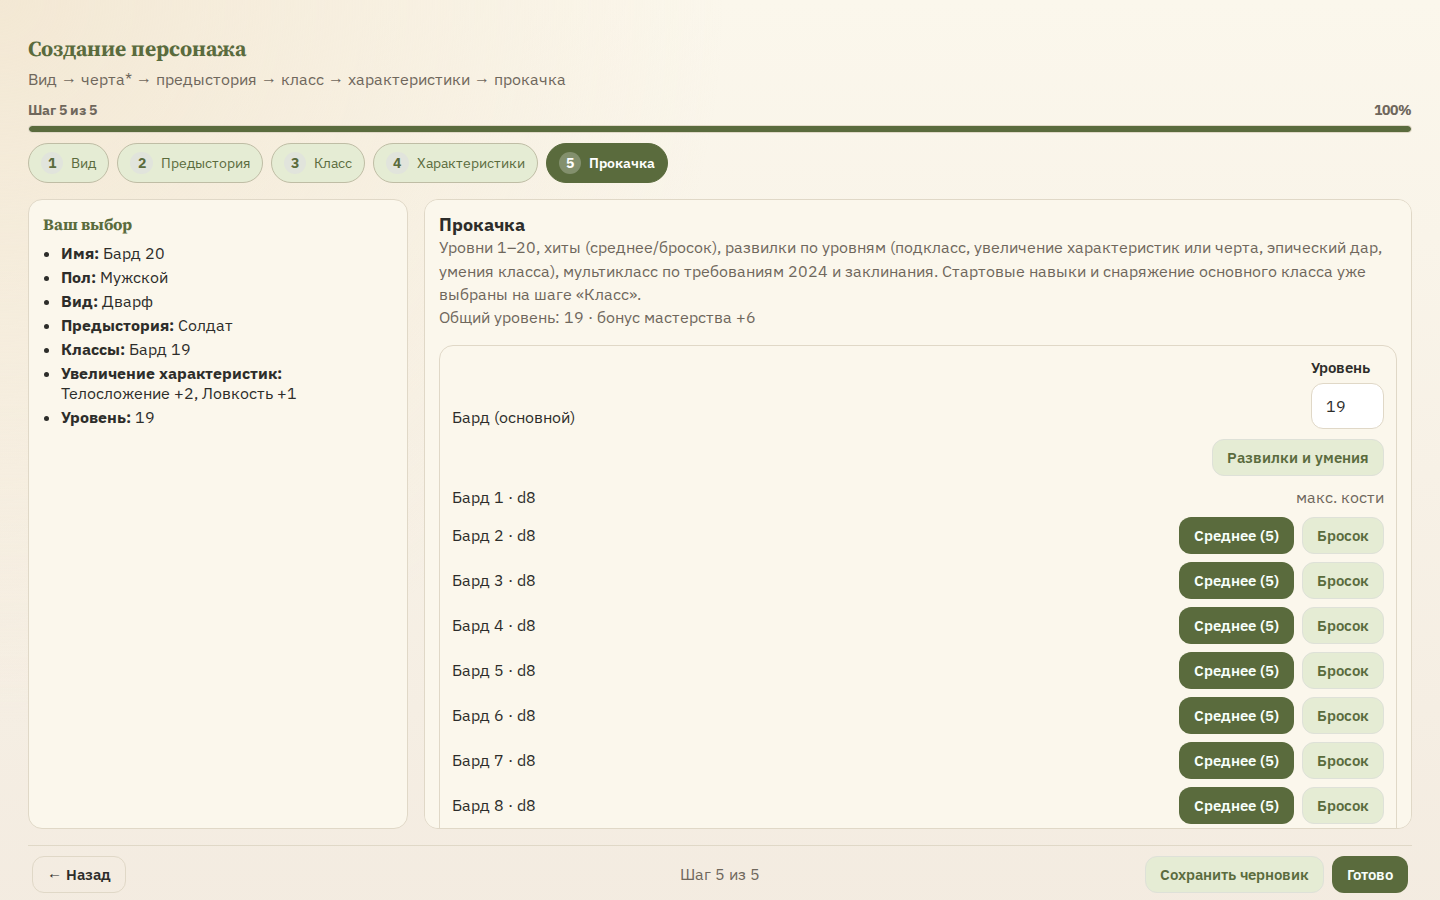 Создание персонажа
Вид → черта* → предыстория → класс → характеристики → прокачка
Шаг 5 из 5
100%
1 Вид
2 Предыстория
3 Класс
4 Характеристики
5 Прокачка
Ваш выбор
Имя: Бард 20
Пол: Мужской
Вид: Дварф
Предыстория: Солдат
Классы: Бард 19
Увеличение характеристик:
Телосложение +2, Ловкость +1
Уровень: 19
Прокачка
Уровни 1–20, хиты (среднее/бросок), развилки по уровням (подкласс, увеличение характеристик или черта, эпический дар,
умения класса), мультикласс по требованиям 2024 и заклинания. Стартовые навыки и снаряжение основного класса уже
выбраны на шаге «Класс».
Общий уровень: 19 · бонус мастерства +6
Уровень
Бард (основной)
19
Развилки и умения
Бард 1 · d8
макс. кости
Бард 2 · d8
Среднее (5)
Бросок
Бард 3 · d8
Среднее (5)
Бросок
Бард 4 · d8
Среднее (5)
Бросок
Бард 5 · d8
Среднее (5)
Бросок
Бард 6 · d8
Среднее (5)
Бросок
Бард 7 · d8
Среднее (5)
Бросок
Бард 8 · d8
Среднее (5)
Бросок
← Назад
Шаг 5 из 5
Сохранить черновик
Готово